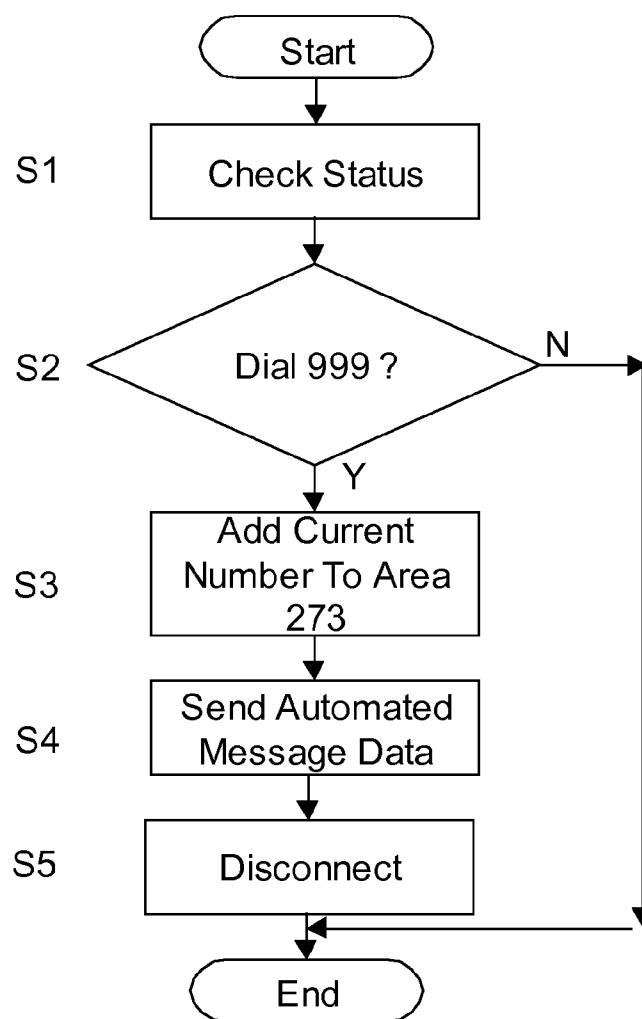 Start
S1
Check Status
S2
Dial 999 ?
N
Y
S3
Add Current
Number To Area
273
S4
Send Automated
Message Data
S5
Disconnect
End